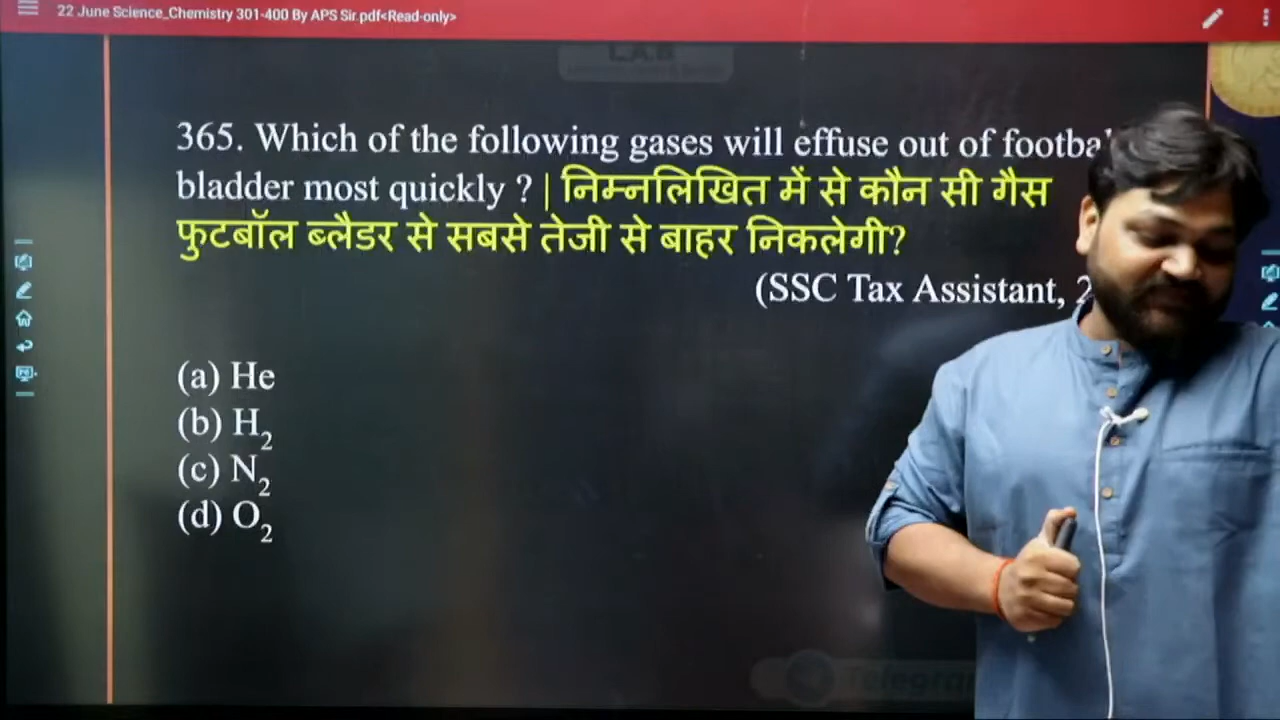 22 June Science_Chemistry 301-400 By APS Sir.pdf<Read-only>
L.A.B
365. Which of the following gases will effuse out of
bladder most quickly ? | निम्नलिखित में से कौन सी गैस
फुटबॉल ब्लैडर से सबसे तेजी से बाहर निकलेगी?
(SSC Tax Assistant,
(a) He
(b) H₂
(c) N₂
(d) O₂